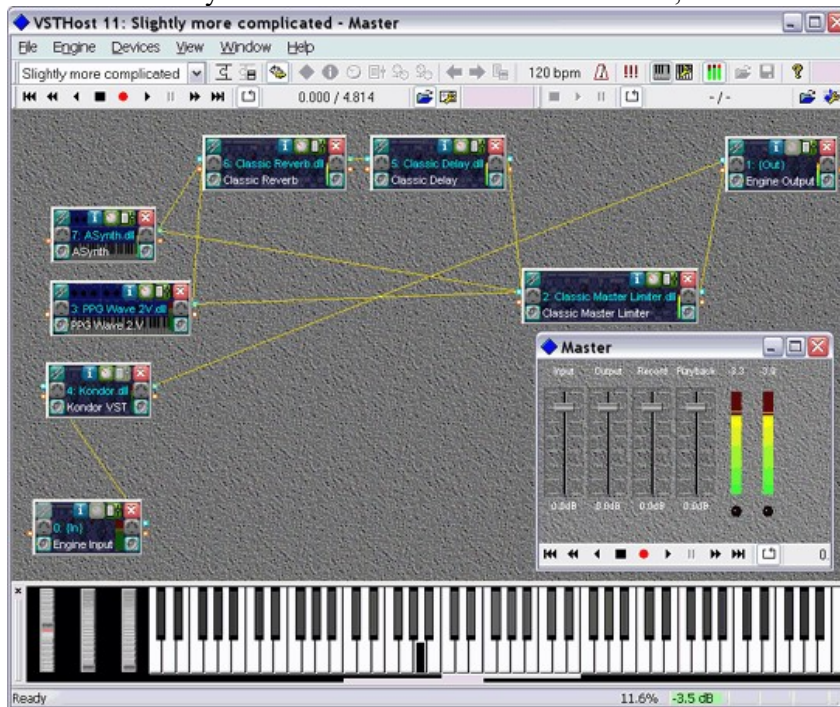 VSTHost 11: Slightly more complicated - Master
File Engine Devices View Window Help
Slightly more complicated 120 bpm !!! ?
0.000 / 4.814 -/-
6: Classic Reverb.dll
Classic Reverb
5: Classic Delay.dll
Classic Delay
1: (Out)
Engine Output
7: ASynth.dll
ASynth
3: PPG Wave 2V.dll
PPG Wave 2.V
2: Classic Master Limiter.dll
Classic Master Limiter
4: Kondor.dll
Kondor VST
0: (In)
Engine Input
Master
Input Output Record Playback -3.3 -3.9
0.0dB 0.0dB 0.0dB 0.0dB
0
Ready 11.6% -3.5 dB